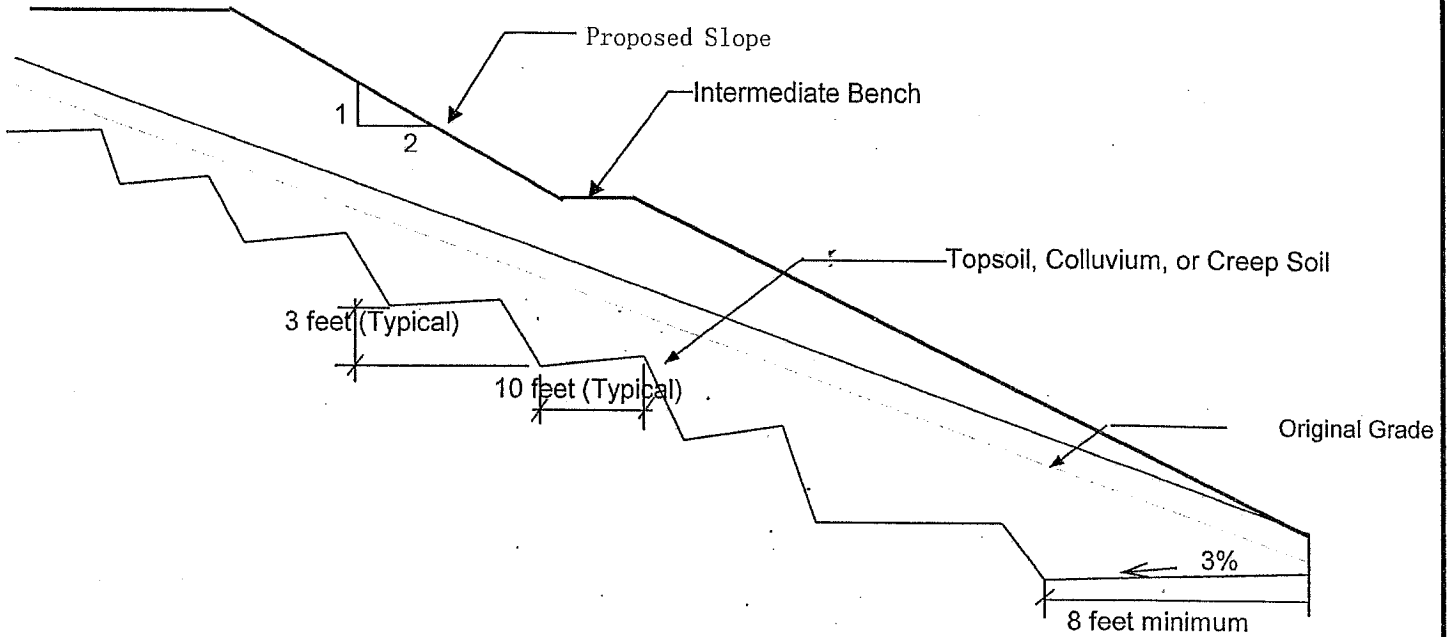 Proposed Slope
Intermediate Bench
1
2
Topsoil, Colluvium, or Creep Soil
3 feet (Typical)
10 feet (Typical)
Original Grade
3%
8 feet minimum